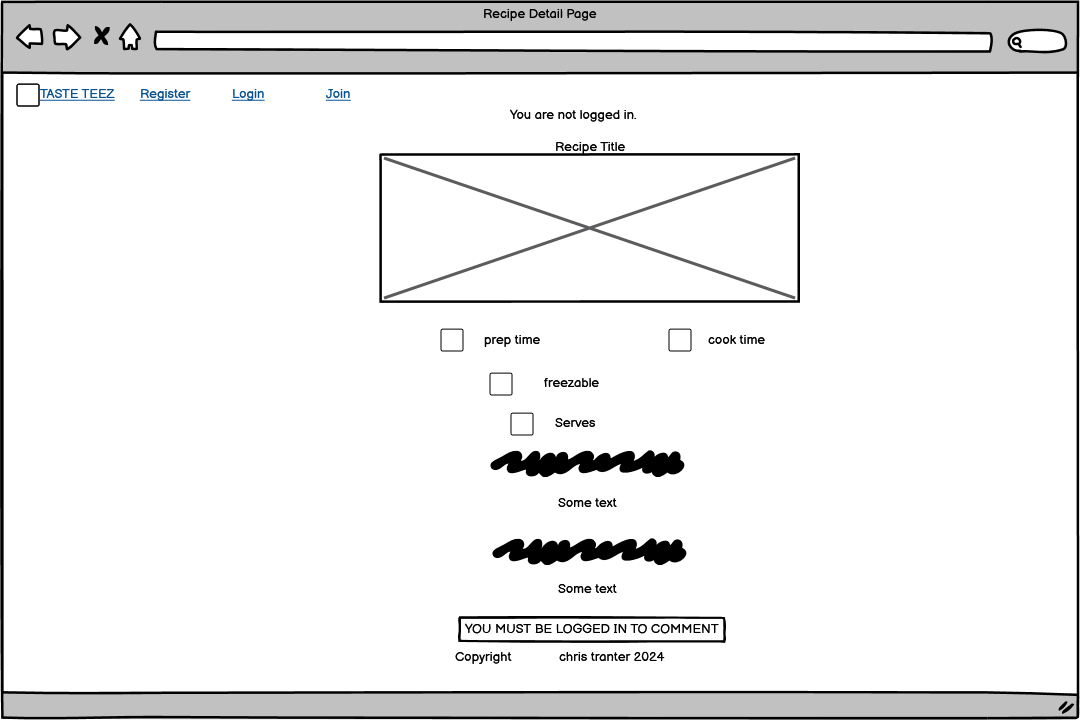 Recipe Detail Page
TASTE TEEZ Register Login Join
You are not logged in.
Recipe Title
prep time cook time
freezable
Serves
Some text
Some text
YOU MUST BE LOGGED IN TO COMMENT
Copyright chris tranter 2024